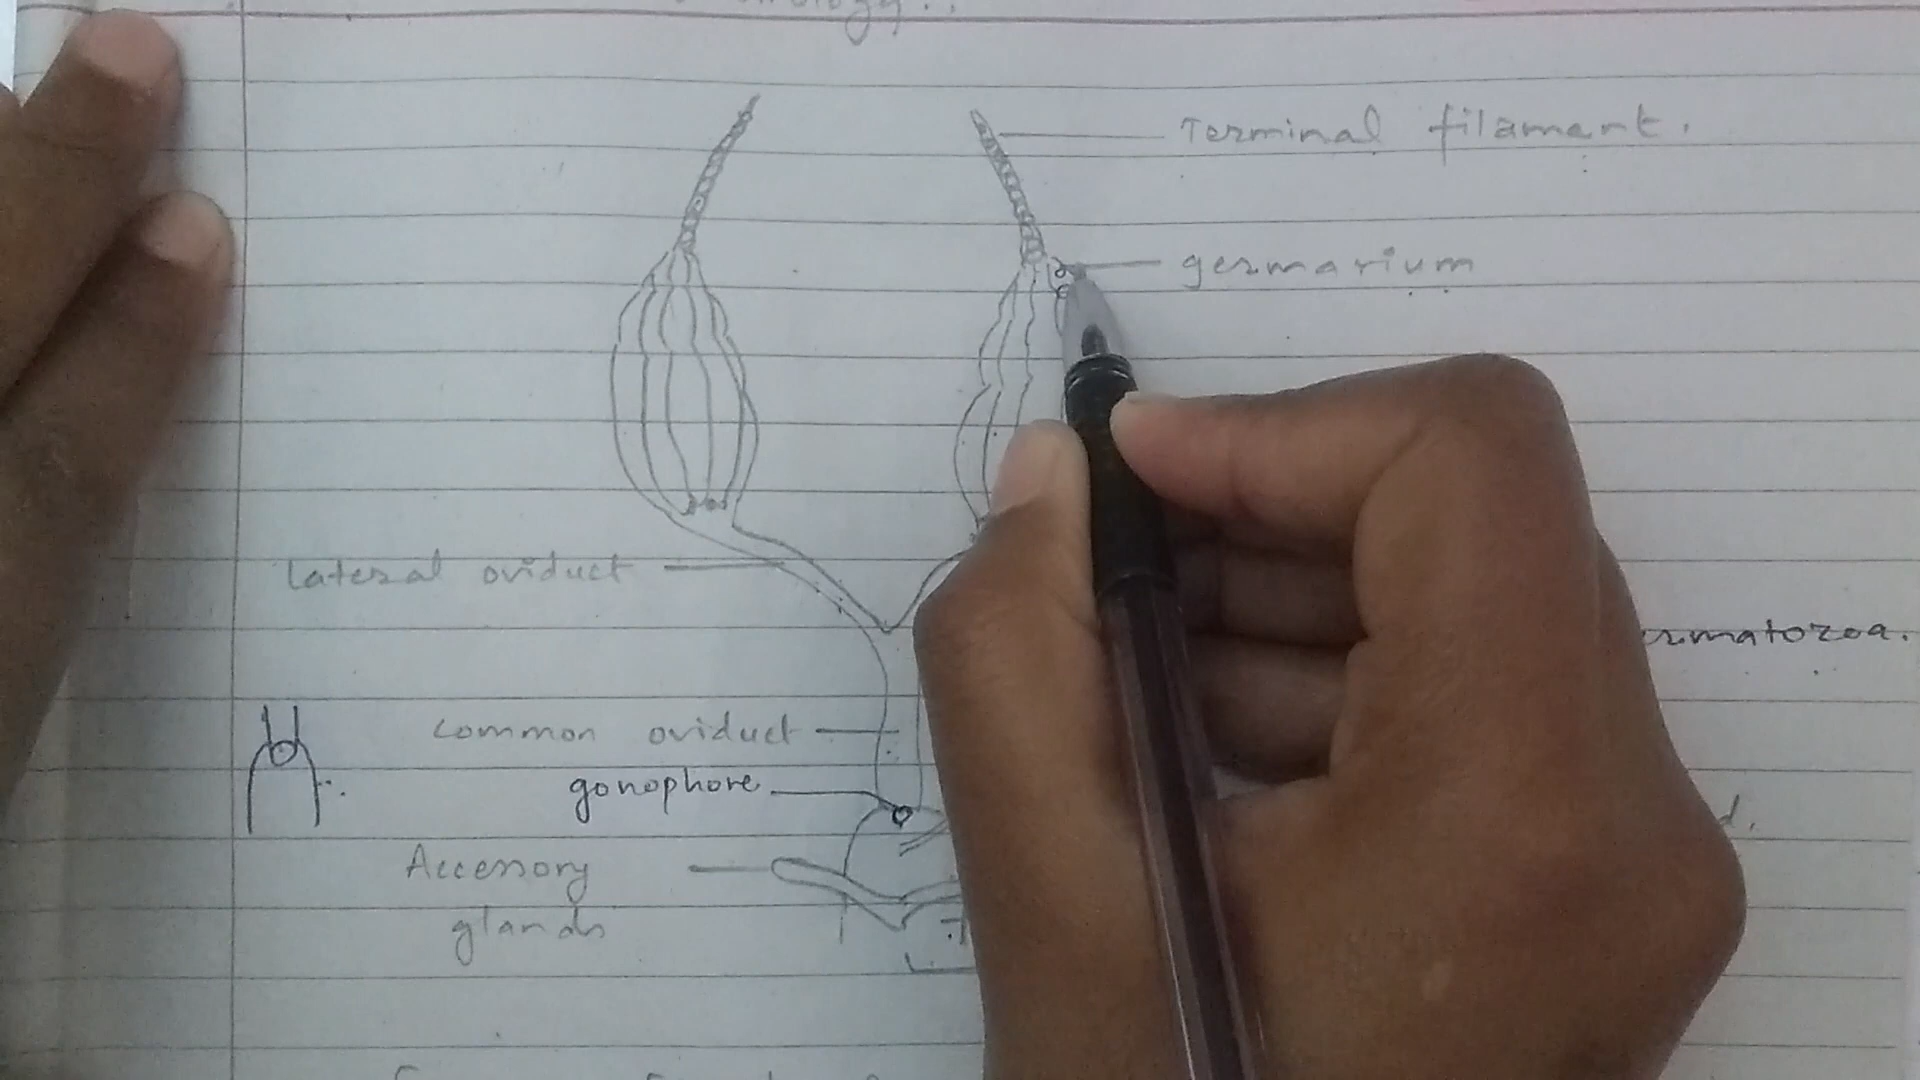 Terminal filament.
germarium
Lateral oviduct
common oviduct
gonophore
Accessory
glands